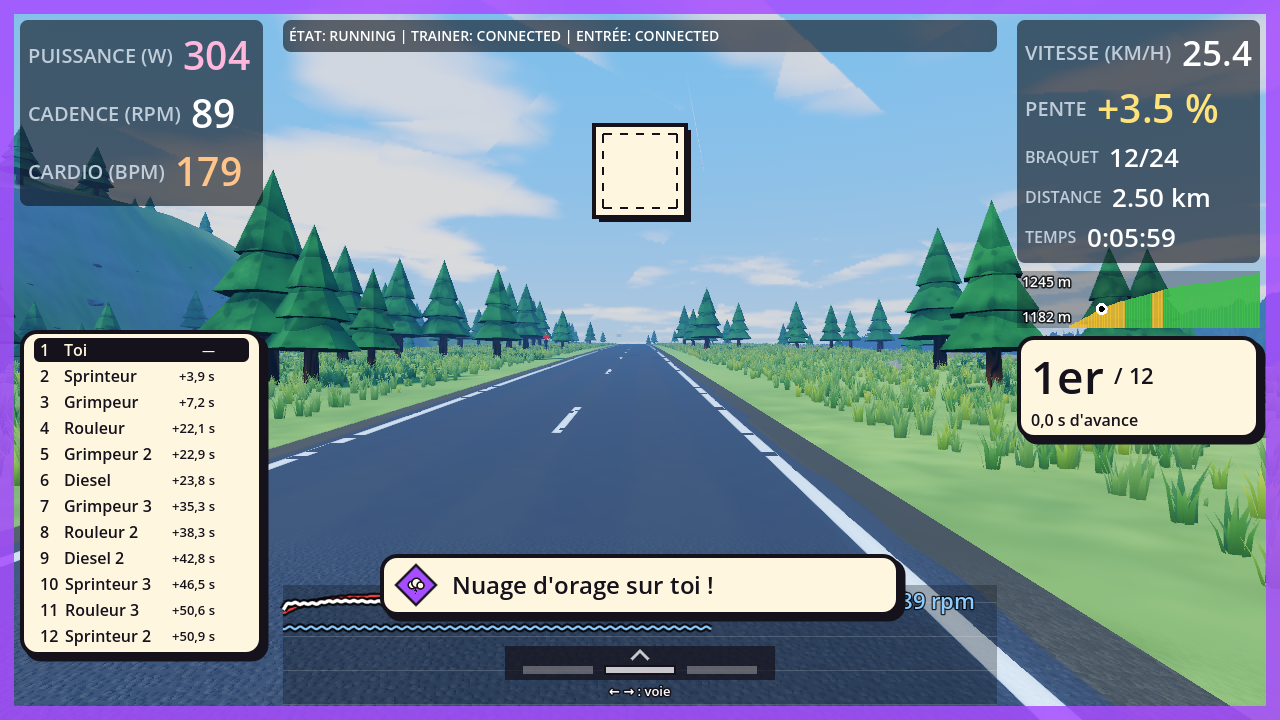 PUISSANCE (W) 304
CADENCE (RPM) 89
CARDIO (BPM) 179
ÉTAT: RUNNING | TRAINER: CONNECTED | ENTRÉE: CONNECTED
VITESSE (KM/H) 25.4
PENTE +3.5 %
BRAQUET 12/24
DISTANCE 2.50 km
TEMPS 0:05:59
1245 m
1182 m
1er / 12
0,0 s d'avance
1 Toi —
2 Sprinteur +3,9 s
3 Grimpeur +7,2 s
4 Rouleur +22,1 s
5 Grimpeur 2 +22,9 s
6 Diesel +23,8 s
7 Grimpeur 3 +35,3 s
8 Rouleur 2 +38,3 s
9 Diesel 2 +42,8 s
10 Sprinteur 3 +46,5 s
11 Rouleur 3 +50,6 s
12 Sprinteur 2 +50,9 s
Nuage d'orage sur toi !
89 rpm
← → : voie